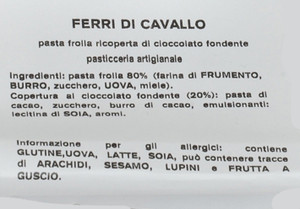 FERRI DI CAVALLO
pasta frolla ricoperta di cioccolato fondente
pasticceria artigianale
Ingredienti: pasta frolla 80% (farina di FRUMENTO,
BURRO, zucchero, UOVA, miele).
Copertura al cioccolato fondente (20%): pasta di
cacao, zucchero, burro di cacao, emulsionanti:
lecitina di SOIA, aromi.
Informazione per gli allergici: contiene
GLUTINE,UOVA, LATTE, SOIA, può contenere tracce
di ARACHIDI, SESAMO, LUPINI e FRUTTA A
GUSCIO.